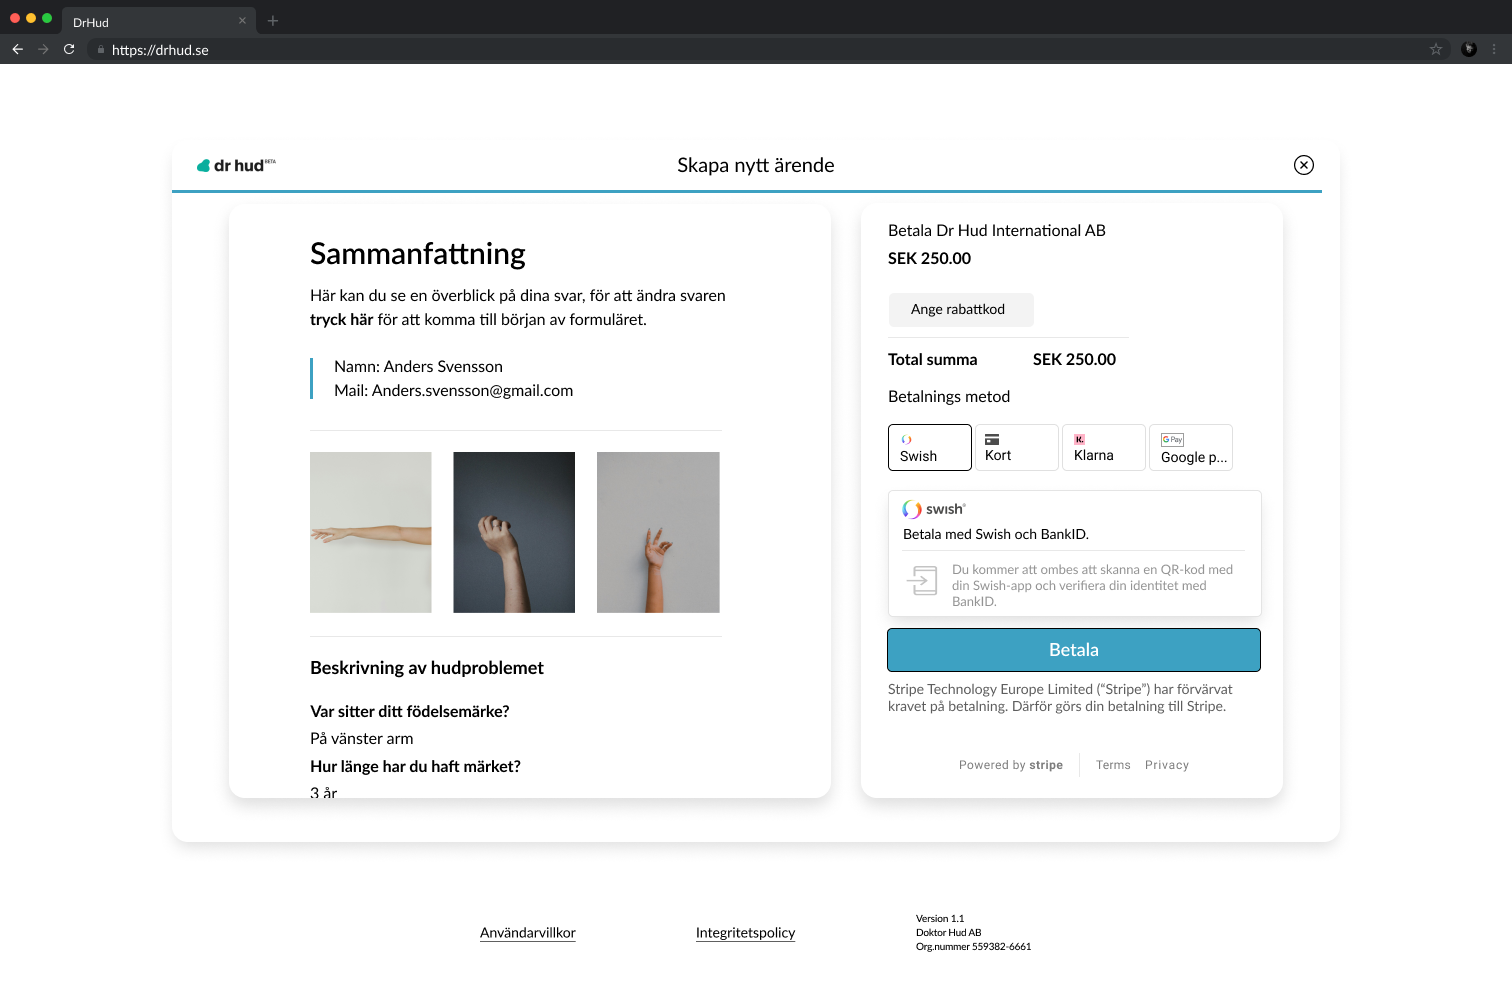 DrHud
https://drhud.se
dr hud BETA
Skapa nytt ärende
Sammanfattning
Här kan du se en överblick på dina svar, för att ändra svaren
tryck här för att komma till början av formuläret.
Namn: Anders Svensson
Mail: Anders.svensson@gmail.com
Beskrivning av hudproblemet
Var sitter ditt födelsemärke?
På vänster arm
Hur länge har du haft märket?
3 år
Betala Dr Hud International AB
SEK 250.00
Ange rabattkod
Total summa SEK 250.00
Betalnings metod
Swish
Kort
K.
Klarna
G Pay
Google p...
swish®
Betala med Swish och BankID.
Du kommer att ombes att skanna en QR-kod med
din Swish-app och verifiera din identitet med
BankID.
Betala
Stripe Technology Europe Limited (“Stripe”) har förvärvat
kravet på betalning. Därför görs din betalning till Stripe.
Powered by stripe Terms Privacy
Användarvillkor
Integritetspolicy
Version 1.1
Doktor Hud AB
Org.nummer 559382-6661